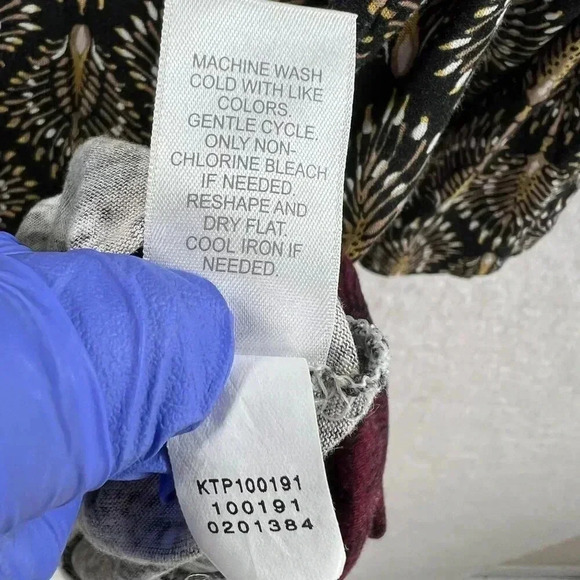 MACHINE WASH
COLD WITH LIKE
COLORS.
GENTLE CYCLE.
ONLY NON-
CHLORINE BLEACH
IF NEEDED.
RESHAPE AND
DRY FLAT.
COOL IRON IF
NEEDED.
KTP100191
100191
0201384